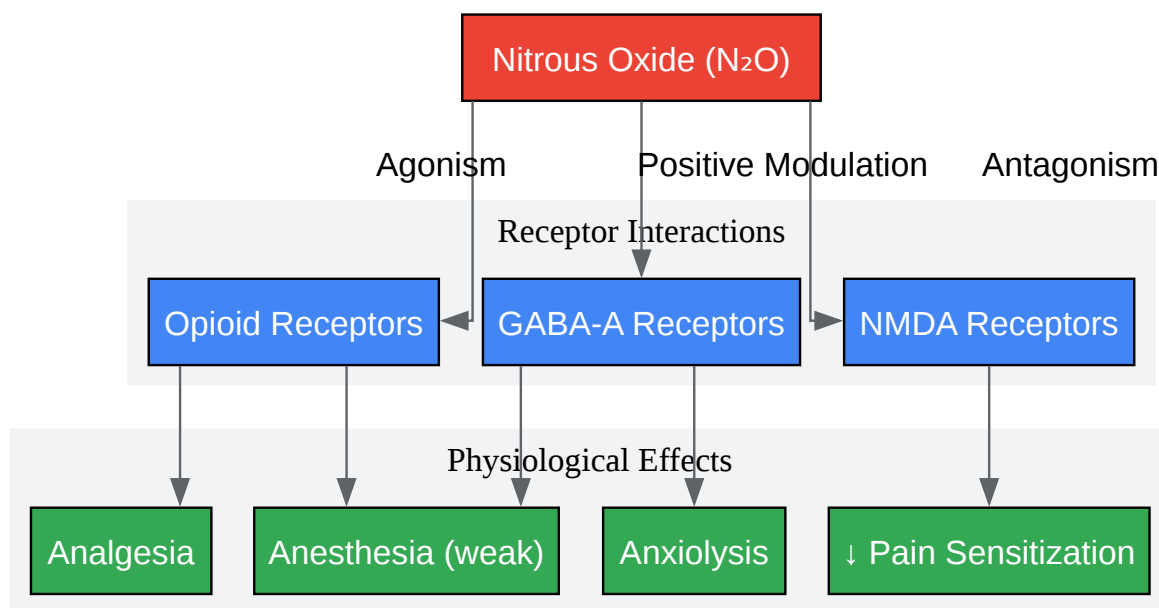 Nitrous Oxide (N₂O)
Agonism
Positive Modulation
Antagonism
Receptor Interactions
Opioid Receptors
GABA-A Receptors
NMDA Receptors
Physiological Effects
Analgesia
Anesthesia (weak)
Anxiolysis
↓ Pain Sensitization